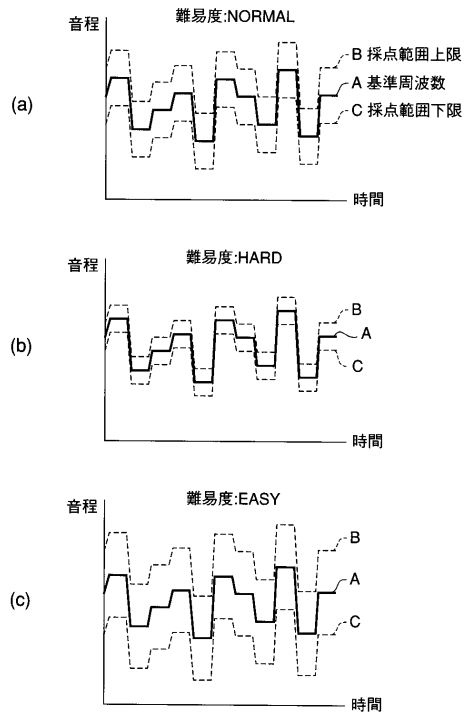 難易度:NORMAL
音程
B 採点範囲上限
A 基準周波数
C 採点範囲下限
(a)
時間
難易度:HARD
音程
B
A
C
(b)
時間
難易度:EASY
音程
B
A
C
(c)
時間